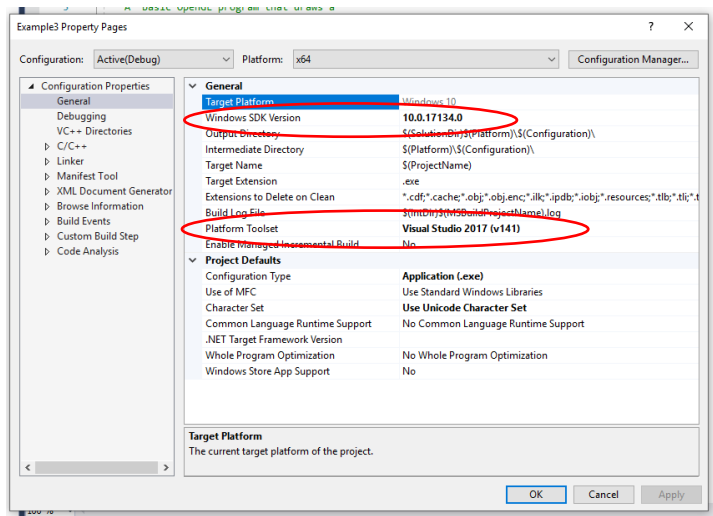 5 A basic OpenGL program that draws a
Example3 Property Pages ? ×
Configuration: Active(Debug) Platform: x64 Configuration Manager...
Configuration Properties
General
Debugging
VC++ Directories
C/C++
Linker
Manifest Tool
XML Document Generator
Browse Information
Build Events
Custom Build Step
Code Analysis
General
Target Platform Windows 10
Windows SDK Version 10.0.17134.0
Output Directory $(SolutionDir)$(Platform)\$(Configuration)\
Intermediate Directory $(Platform)\$(Configuration)\
Target Name $(ProjectName)
Target Extension .exe
Extensions to Delete on Clean *.cdf;*.cache;*.obj;*.obj.enc;*.ilk;*.ipdb;*.iobj;*.resources;*.tlb;*.tli;*.t
Build Log File $(IntDir)$(MSBuildProjectName).log
Platform Toolset Visual Studio 2017 (v141)
Enable Managed Incremental Build No
Project Defaults
Configuration Type Application (.exe)
Use of MFC Use Standard Windows Libraries
Character Set Use Unicode Character Set
Common Language Runtime Support No Common Language Runtime Support
.NET Target Framework Version
Whole Program Optimization No Whole Program Optimization
Windows Store App Support No
Target Platform
The current target platform of the project.
OK Cancel Apply
100 %